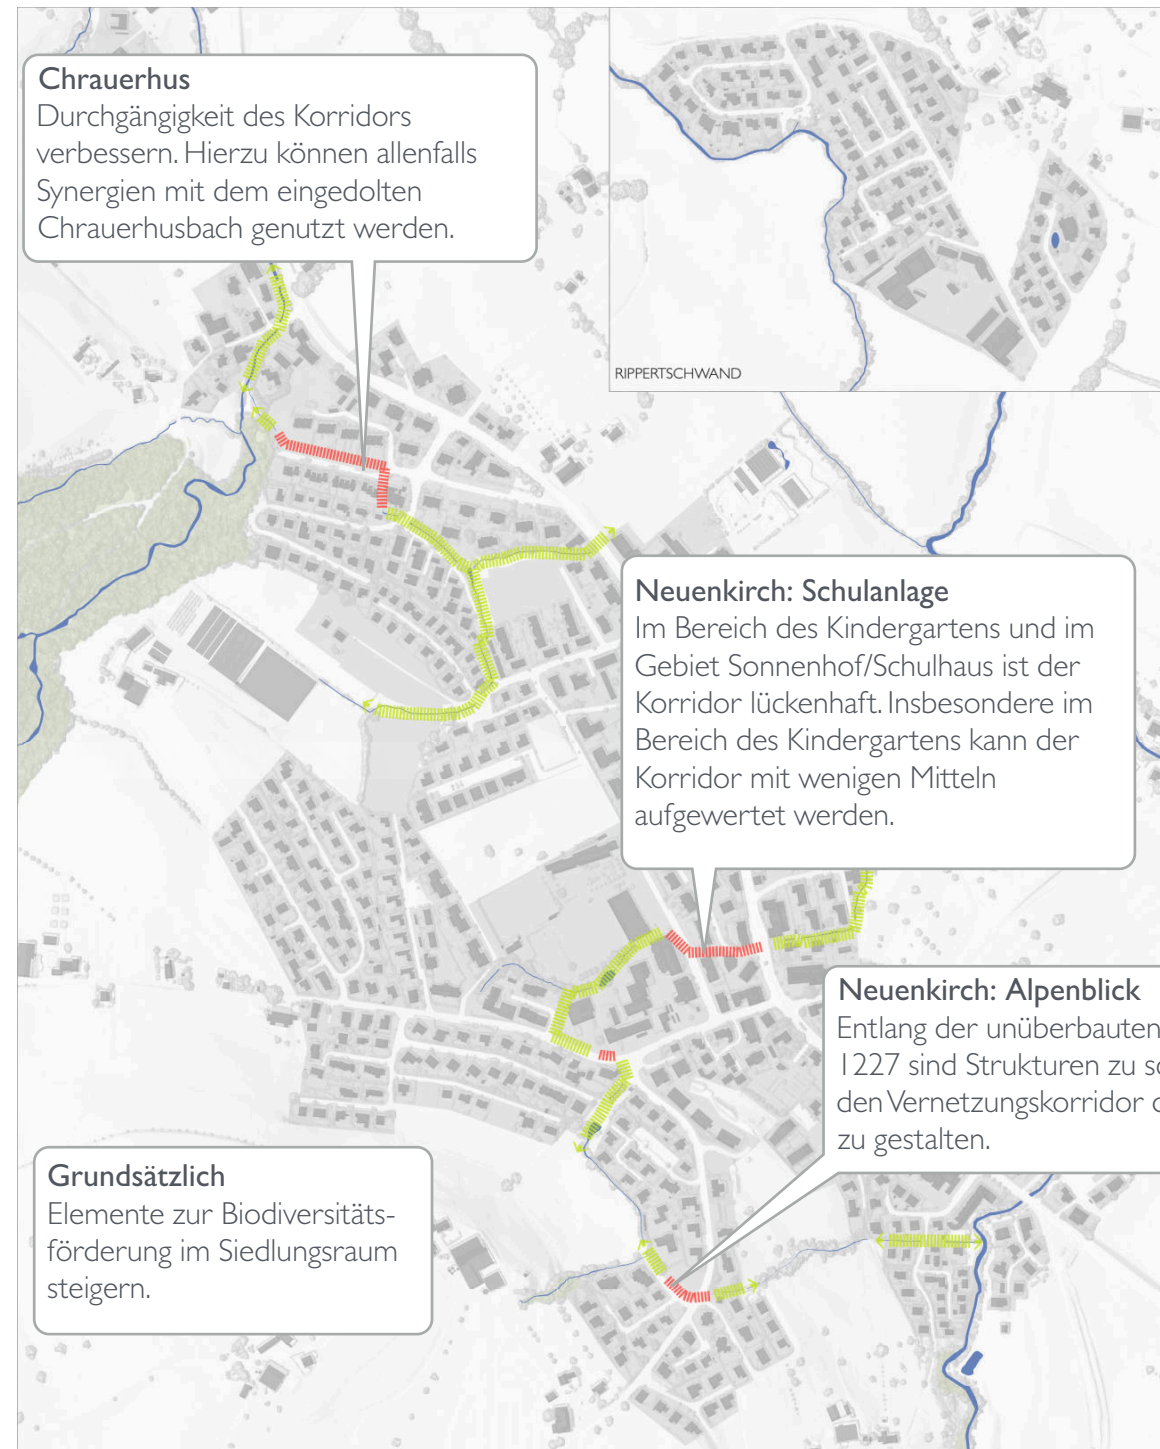 Chrauerhus
Durchgängigkeit des Korridors
verbessern. Hierzu können allenfalls
Synergien mit dem eingedolten
Chrauerhusbach genutzt werden.
RIPPERTSCHWAND
Neuenkirch: Schulanlage
Im Bereich des Kindergartens und im
Gebiet Sonnenhof/Schulhaus ist der
Korridor lückenhaft. Insbesondere im
Bereich des Kindergartens kann der
Korridor mit wenigen Mitteln
aufgewertet werden.
Neuenkirch: Alpenblick
Entlang der unüberbauten
1227 sind Strukturen zu
den Vernetzungskorridor
zu gestalten.
Grundsätzlich
Elemente zur Biodiversitäts-
förderung im Siedlungsraum
steigern.